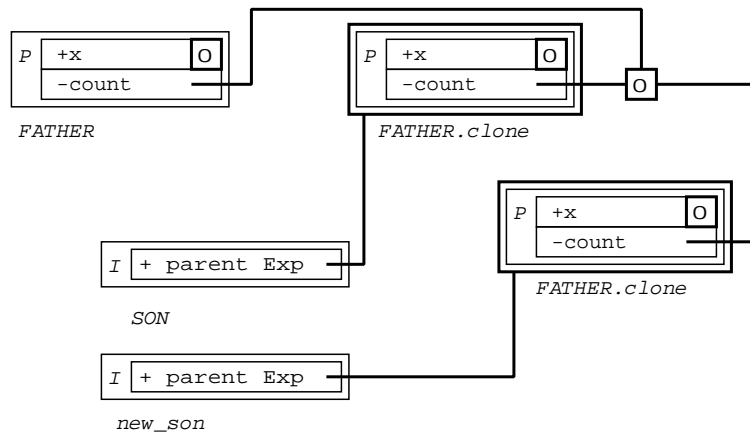 P +x O
-count
FATHER
P +x O
-count
FATHER.clone
O
P +x O
-count
FATHER.clone
I + parent Exp
SON
I + parent Exp
new_son